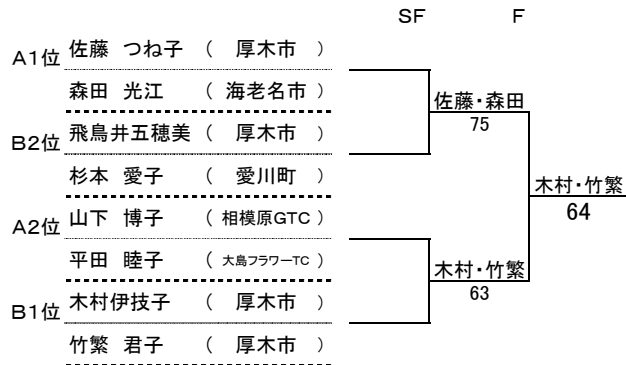 SF F
A1位 佐藤 つね子 ( 厚木市 )
森田 光江 ( 海老名市 )
佐藤・森田
75
B2位 飛鳥井五穂美 ( 厚木市 )
杉本 愛子 ( 愛川町 )
木村・竹繁
64
A2位 山下 博子 ( 相模原GTC )
平田 睦子 ( 大島フラワーTC )
木村・竹繁
63
B1位 木村伊技子 ( 厚木市 )
竹繁 君子 ( 厚木市 )